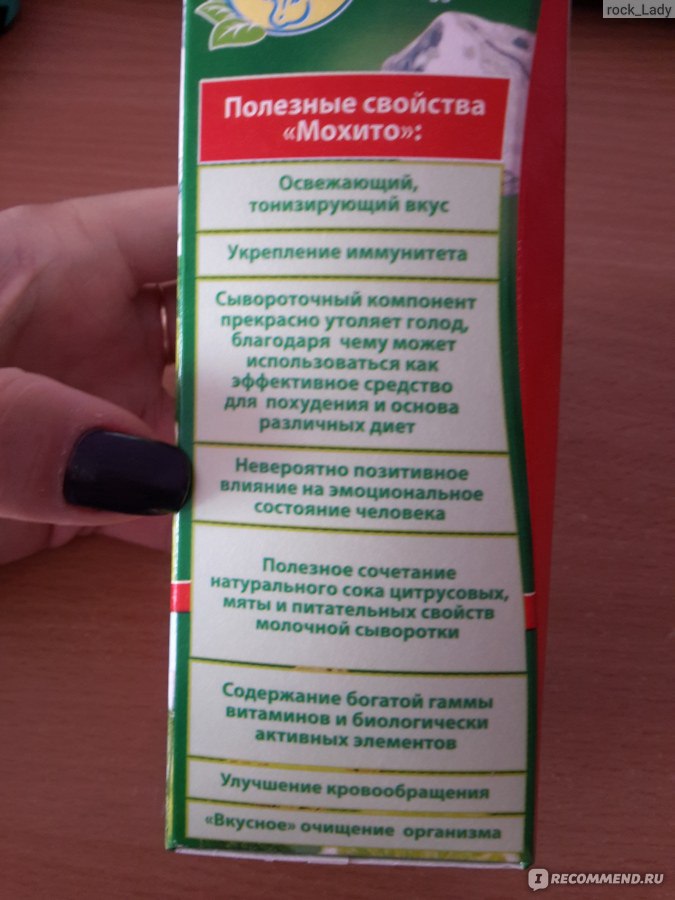 rock_Lady
Полезные свойства
«Мохито»:
Освежающий,
тонизирующий вкус
Укрепление иммунитета
Сывороточный компонент
прекрасно утоляет голод,
благодаря чему может
использоваться как
эффективное средство
для похудения и основа
различных диет
Невероятно позитивное
влияние на эмоциональное
состояние человека
Полезное сочетание
натурального сока цитрусовых,
мяты и питательных свойств
молочной сыворотки
Содержание богатой гаммы
витаминов и биологически
активных элементов
Улучшение кровообращения
«Вкусное» очищение организма
IRECOMMEND.RU